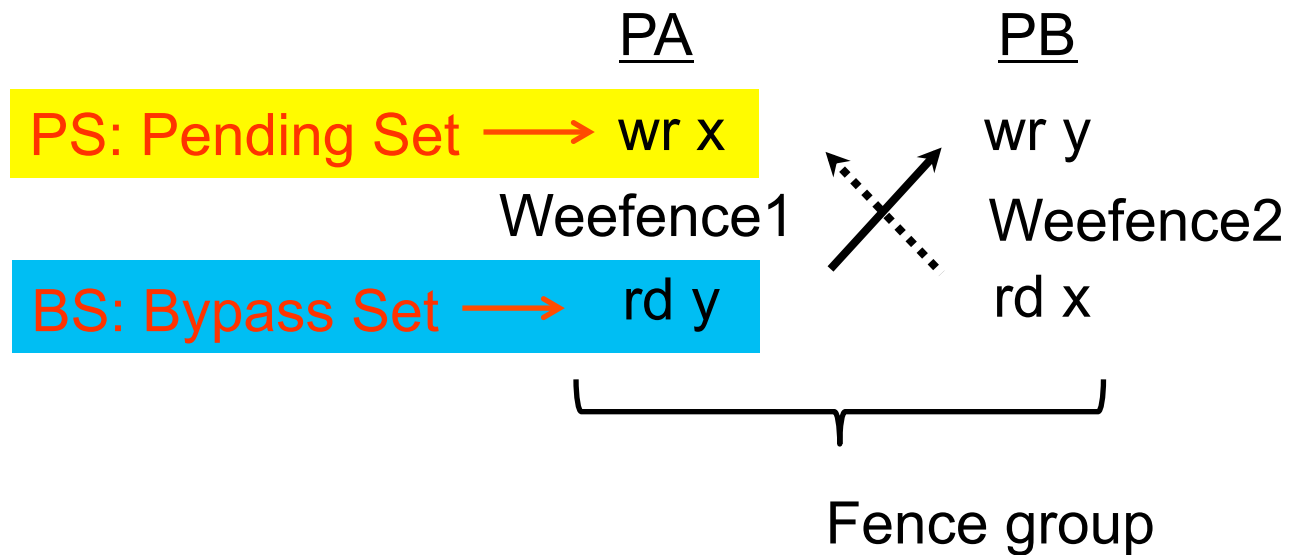 PA PB
PS: Pending Set wr x wr y
Weefence1 Weefence2
BS: Bypass Set rd y rd x
Fence group